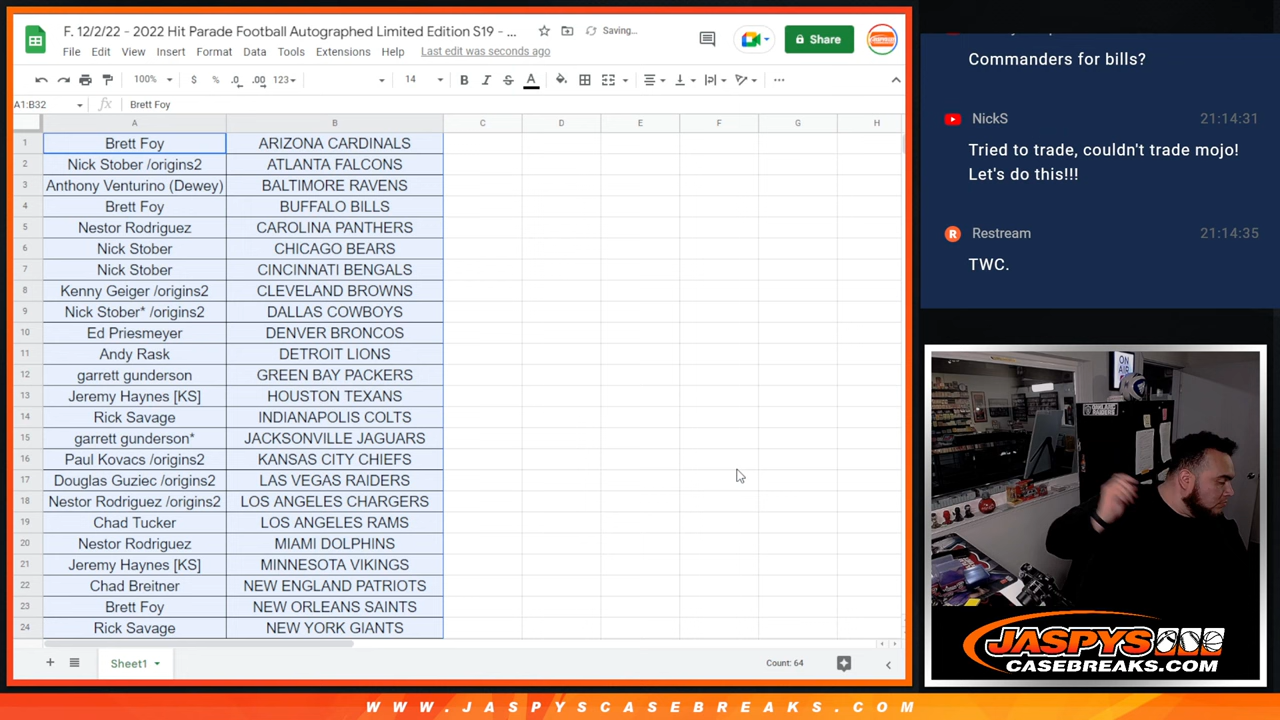 F. 12/2/22 - 2022 Hit Parade Football Autographed Limited Edition S19 - ...
Saving...
File Edit View Insert Format Data Tools Extensions Help Last edit was seconds ago
Share
100% $ % .0 .00 123 14 B I S A
A1:B32 fx Brett Foy
A B C D E F G H
1 Brett Foy ARIZONA CARDINALS
2 Nick Stober /origins2 ATLANTA FALCONS
3 Anthony Venturino (Dewey) BALTIMORE RAVENS
4 Brett Foy BUFFALO BILLS
5 Nestor Rodriguez CAROLINA PANTHERS
6 Nick Stober CHICAGO BEARS
7 Nick Stober CINCINNATI BENGALS
8 Kenny Geiger /origins2 CLEVELAND BROWNS
9 Nick Stober* /origins2 DALLAS COWBOYS
10 Ed Priesmeyer DENVER BRONCOS
11 Andy Rask DETROIT LIONS
12 garrett gunderson GREEN BAY PACKERS
13 Jeremy Haynes [KS] HOUSTON TEXANS
14 Rick Savage INDIANAPOLIS COLTS
15 garrett gunderson* JACKSONVILLE JAGUARS
16 Paul Kovacs /origins2 KANSAS CITY CHIEFS
17 Douglas Guziec /origins2 LAS VEGAS RAIDERS
18 Nestor Rodriguez /origins2 LOS ANGELES CHARGERS
19 Chad Tucker LOS ANGELES RAMS
20 Nestor Rodriguez MIAMI DOLPHINS
21 Jeremy Haynes [KS] MINNESOTA VIKINGS
22 Chad Breitner NEW ENGLAND PATRIOTS
23 Brett Foy NEW ORLEANS SAINTS
24 Rick Savage NEW YORK GIANTS
Sheet1
Count: 64
Commanders for bills?
NickS 21:14:31
Tried to trade, couldn't trade mojo!
Let's do this!!!
Restream 21:14:35
TWC.
ON
AIR
OAKLAND
RAIDERS
JASPYS
CASEBREAKS.COM
WWW.JASPYSCASEBREAKS.COM